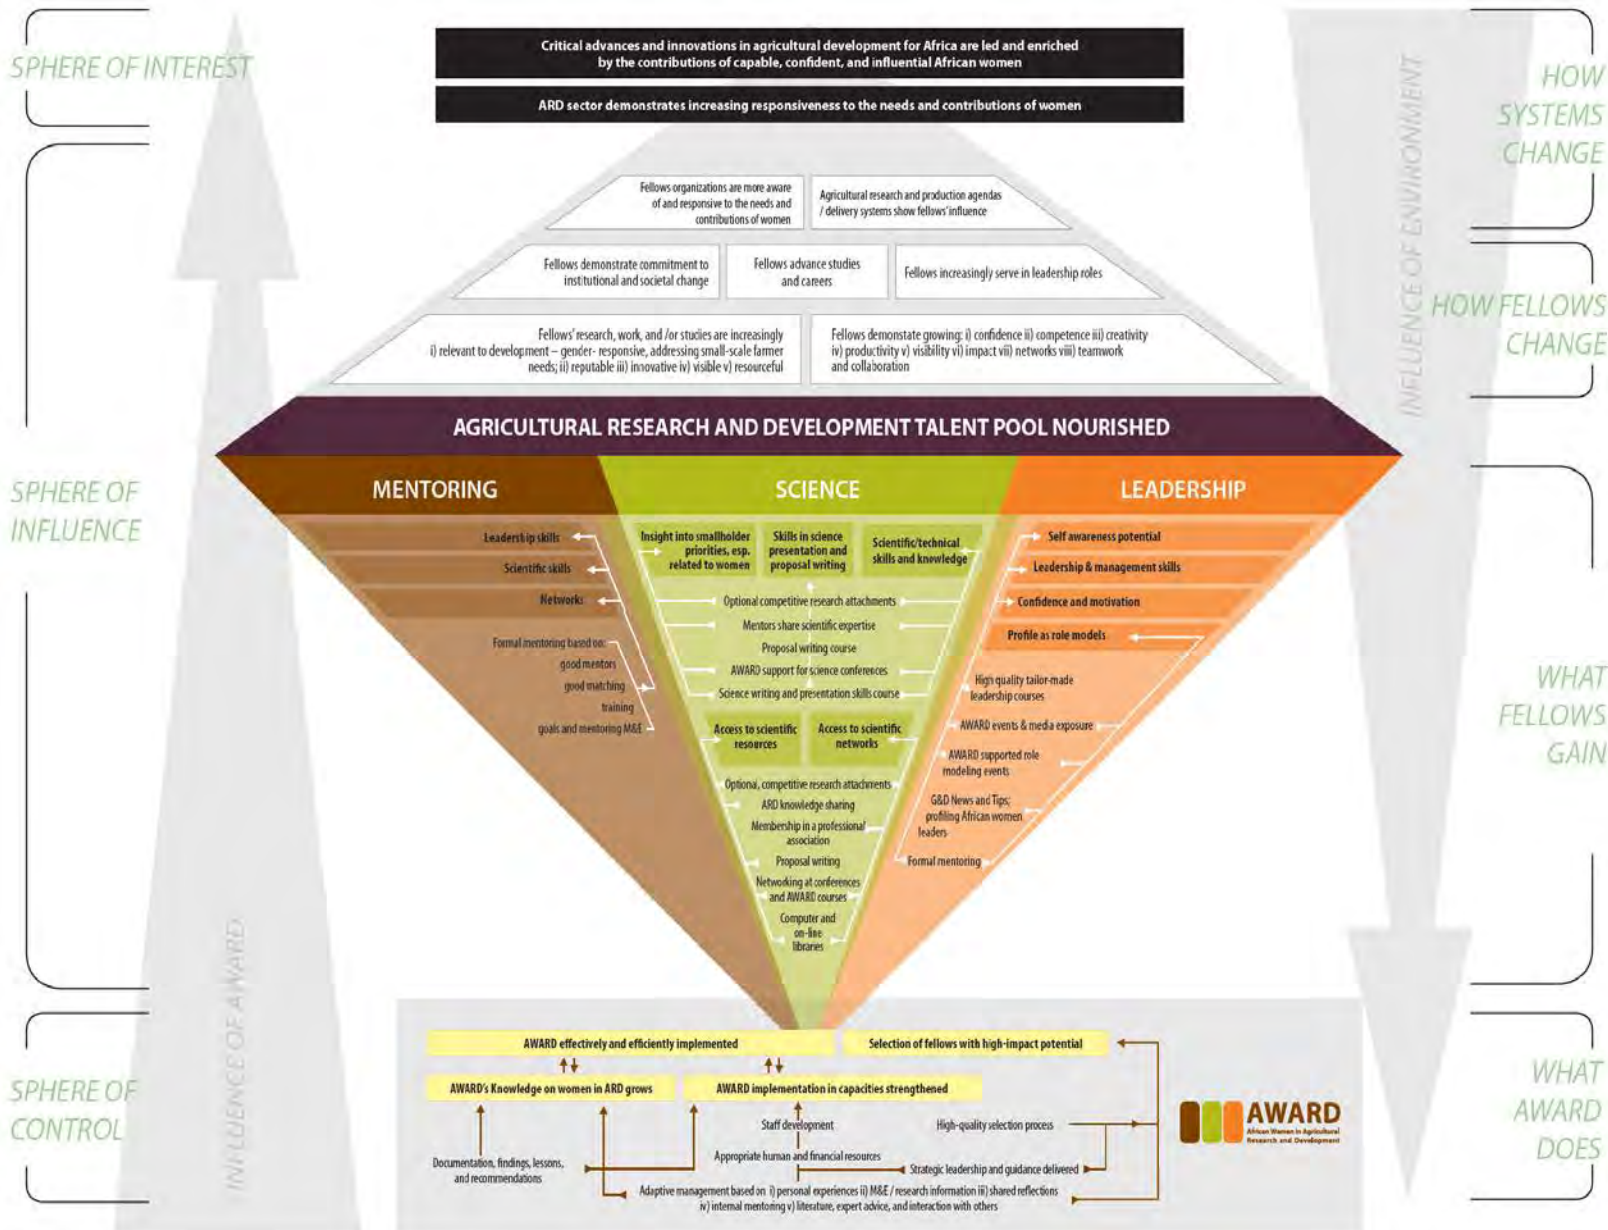 SPHERE OF INTEREST
SPHERE OF
INFLUENCE
SPHERE OF
CONTROL
INFLUENCE OF AWARD
Critical advances and innovations in agricultural development for Africa are led and enriched
by the contributions of capable, confident, and influential African women
ARD sector demonstrates increasing responsiveness to the needs and contributions of women
Fellows organizations are more aware
of and responsive to the needs and
contributions of women
Agricultural research and production agendas
/ delivery systems show fellows' influence
Fellows demonstrate commitment to
institutional and societal change
Fellows advance studies
and careers
Fellows increasingly serve in leadership roles
Fellows' research, work, and /or studies are increasingly
i) relevant to development – gender- responsive, addressing small-scale farmer
needs; ii) reputable iii) innovative iv) visible v) resourceful
Fellows demonstate growing: i) confidence ii) competence iii) creativity
iv) productivity v) visibility vi) impact vii) networks viii) teamwork
and collaboration
AGRICULTURAL RESEARCH AND DEVELOPMENT TALENT POOL NOURISHED
MENTORING
Leadership skills
Scientific skills
Networks
Formal mentoring based on:
good mentors
good matching
training
goals and mentoring M&E
SCIENCE
Insight into smallholder
priorities, esp.
related to women
Skills in science
presentation and
proposal writing
Scientific/technical
skills and knowledge
Optional competitive research attachments
Mentors share scientific expertise
Proposal writing course
AWARD support for science conferences
Science writing and presentation skills course
Access to scientific
resources
Access to scientific
networks
Optional, competitive research attachments
ARD knowledge sharing
Membership in a professional
association
Proposal writing
Networking at conferences
and AWARD courses
Computer and
on-line
libraries
LEADERSHIP
Self awareness potential
Leadership & management skills
Confidence and motivation
Profile as role models
High quality tailor-made
leadership courses
AWARD events & media exposure
AWARD supported role
modeling events
G&D News and Tips;
profiling African women
leaders
Formal mentoring
AWARD effectively and efficiently implemented
Selection of fellows with high-impact potential
AWARD's Knowledge on women in ARD grows
AWARD implementation in capacities strengthened
Staff development
High-quality selection process
Appropriate human and financial resources
Documentation, findings, lessons,
and recommendations
Strategic leadership and guidance delivered
Adaptive management based on i) personal experiences ii) M&E / research information iii) shared reflections
iv) internal mentoring v) literature, expert advice, and interaction with others
AWARD
African Women in Agricultural
Research and Development
INFLUENCE OF ENVIRONMENT
HOW
SYSTEMS
CHANGE
HOW FELLOWS
CHANGE
WHAT
FELLOWS
GAIN
WHAT
AWARD
DOES